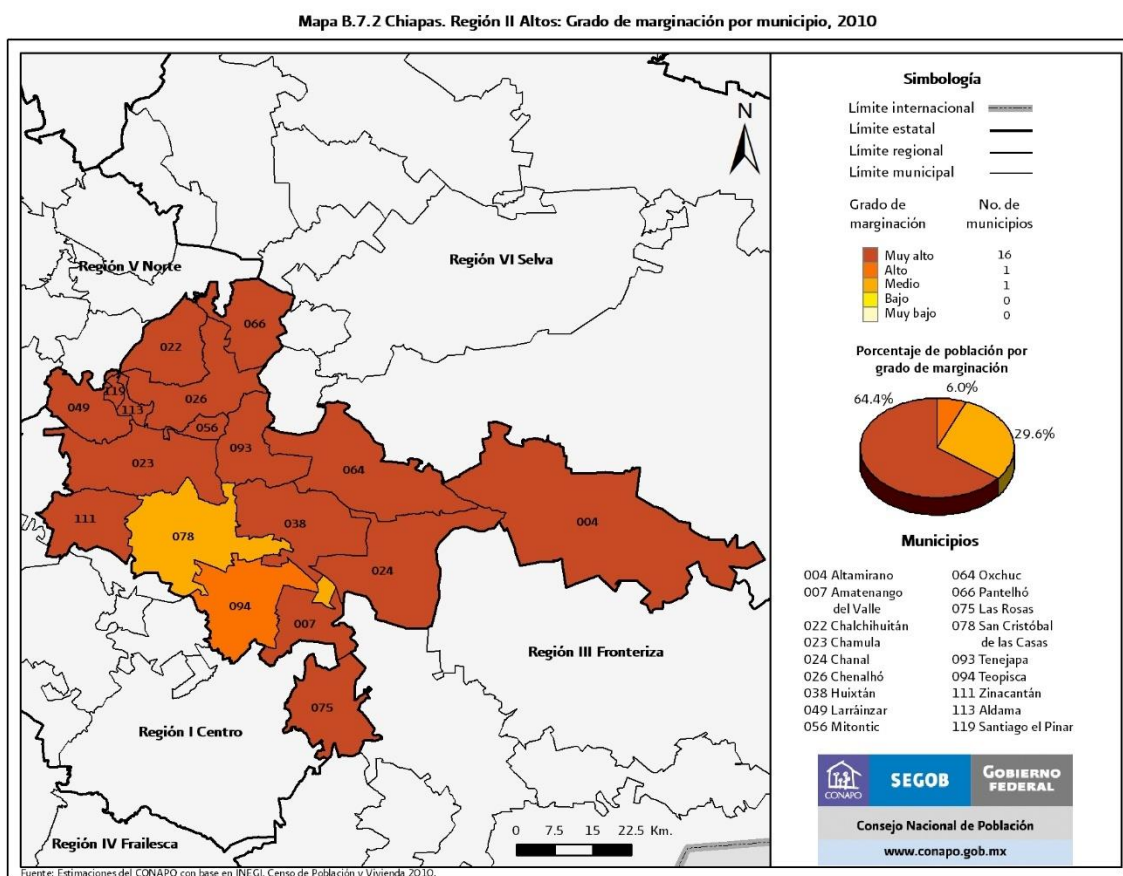 Mapa B.7.2 Chiapas. Región II Altos: Grado de marginación por municipio, 2010
Región V Norte
Región VI Selva
Región III Fronteriza
Región I Centro
Región IV Frailesca
066
022
119
049
113
026
056
093
023
064
004
111
078
038
024
094
007
075
N
0 7.5 15 22.5 Km.
Simbología
Límite internacional
Límite estatal
Límite regional
Límite municipal
Grado de marginación
No. de municipios
Muy alto 16
Alto 1
Medio 1
Bajo 0
Muy bajo 0
Porcentaje de población por
grado de marginación
64.4%
6.0%
29.6%
Municipios
004 Altamirano
007 Amatenango
del Valle
022 Chalchihuitán
023 Chamula
024 Chanal
026 Chenalhó
038 Huixtán
049 Larráinzar
056 Mitontic
064 Oxchuc
066 Pantelhó
075 Las Rosas
078 San Cristóbal
de las Casas
093 Tenejapa
094 Teopisca
111 Zinacantán
113 Aldama
119 Santiago el Pinar
CONAPO
SEGOB
GOBIERNO
FEDERAL
Consejo Nacional de Población
www.conapo.gob.mx
Fuente: Estimaciones del CONAPO con base en INEGI, Censo de Población y Vivienda 2010.